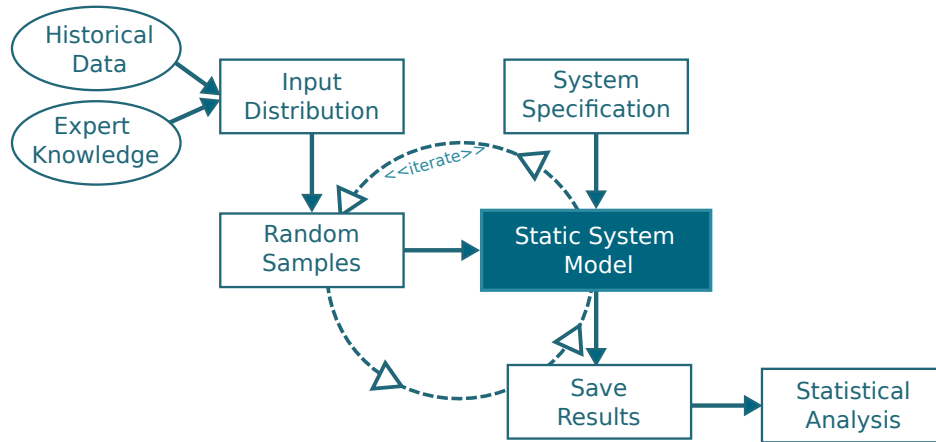 Historical
Data
Expert
Knowledge
Input
Distribution
System
Specification
<<iterate>>
Random
Samples
Static System
Model
Save
Results
Statistical
Analysis